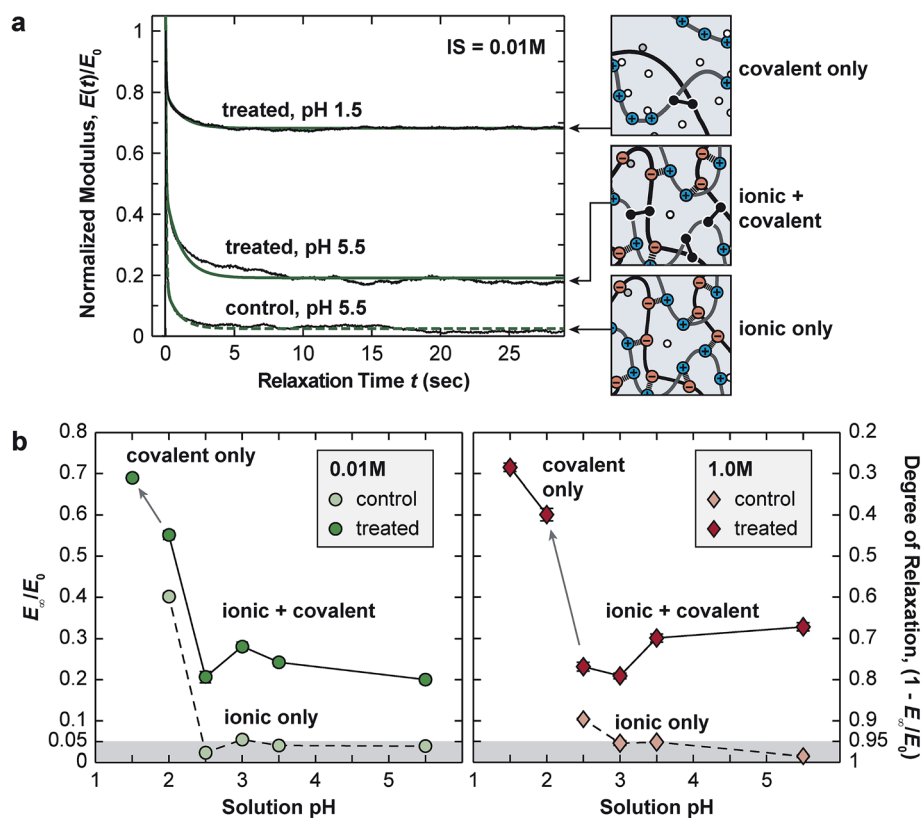 a
IS = 0.01M
Normalized Modulus, E(t)/E0
1
0.8
0.6
0.4
0.2
0
treated, pH 1.5
treated, pH 5.5
control, pH 5.5
0 5 10 15 20 25
Relaxation Time t (sec)
covalent only
ionic +
covalent
ionic only
b
E∞/E0
0.8
0.7
0.6
0.5
0.4
0.3
0.2
0.1
0.05
0
covalent only
0.01M
control
treated
ionic + covalent
ionic only
1 2 3 4 5
Solution pH
covalent
only
1.0M
control
treated
ionic + covalent
ionic only
1 2 3 4 5
Solution pH
0.2
0.3
0.4
0.5
0.6
0.7
0.8
0.9
0.95
1
Degree of Relaxation, (1 - E∞/E0)